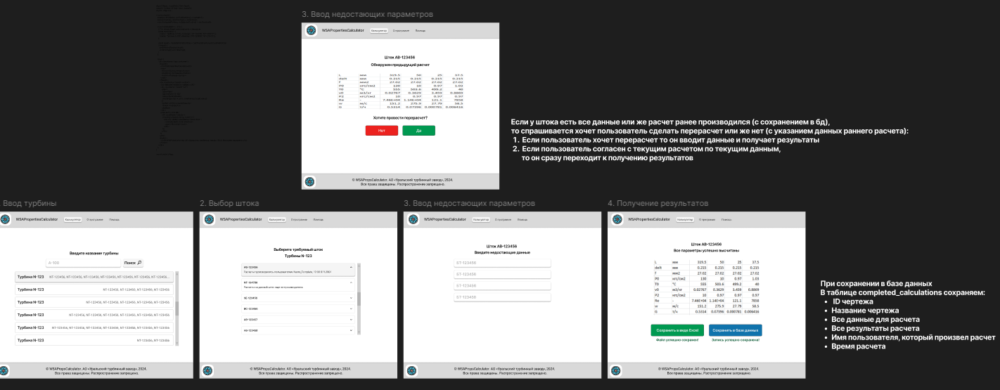 3. Ввод недостающих параметров
WSAPropertiesCalculator Калькулятор О программе Помощь
Шток АВ-123456
Обнаружен предыдущий расчет
L мм 319.5 50 25 37.5
delt мм 0.215 0.215 0.215 0.215
f мм2 27.02 27.02 27.02 27.02
P0 кгс/см2 130 10 0.97 1.03
T0 °C 555 503.6 499.2 40
v0 м3/кг 0.02767 0.3629 3.459 0.8869
P2 кгс/см2 10 0.97 0.97 0.97
Re - 7.46E+04 1.14E+04 121.1 7858
w м/с 151.2 275.9 27.79 58.5
G т/ч 0.5314 0.07396 0.000781 0.006416
Хотите провести перерасчет?
Нет Да
© WSAPropsCalculator. АО «Уральский турбинный завод», 2024.
Все права защищены. Распространение запрещено.
Если у штока есть все данные или же расчет ранее производился (с сохранением в бд),
то спрашивается хочет пользователь сделать перерасчет или же нет (с указанием данных раннего расчета):
1. Если пользователь хочет перерасчет то он вводит данные и получает результаты
2. Если пользователь согласен с текущим расчетом по текущим данным,
то он сразу переходит к получению результатов
Ввод турбины
WSAPropertiesCalculator Калькулятор О программе Помощь
Введите название турбины
A-100 Поиск
Турбина N-123 NT-123456, NT-123456, NT-123456, NT-123456, NT-123456, NT-123456...
Турбина N-123 NT-123456, NT-123456, NT-123456
Турбина N-123 NT-123456, NT-123456, NT-123456, NT-123456
Турбина N-123 NT-123456, NT-123456, NT-123456, NT-123456, NT-123456
Турбина N-123 NT-123456, NT-123456, NT-123456, NT-123456, NT-123456, NT-123456
Турбина N-123 NT-123456, NT-123456
© WSAPropsCalculator. АО «Уральский турбинный завод», 2024.
Все права защищены. Распространение запрещено.
2. Выбор штока
WSAPropertiesCalculator Калькулятор О программе Помощь
Выберите требуемый шток
Турбины N-123
AB-123456
Расчеты производились пользователем
NT-124789
Расчеты на данный шток еще не производились.
SE-123456
BC-123456
AB-123457
AB-123458
© WSAPropsCalculator. АО «Уральский турбинный завод», 2024.
Все права защищены. Распространение запрещено.
3. Ввод недостающих параметров
WSAPropertiesCalculator Калькулятор О программе Помощь
Шток АВ-123456
Введите недостающие данные
БТ-123456
БТ-123456
БТ-123456
БТ-123456
© WSAPropsCalculator. АО «Уральский турбинный завод», 2024.
Все права защищены. Распространение запрещено.
4. Получение результатов
WSAPropertiesCalculator Калькулятор О программе Помощь
Шток АВ-123456
Все параметры успешно высчитаны
L мм 319.5 50 25 37.5
delt мм 0.215 0.215 0.215 0.215
f мм2 27.02 27.02 27.02 27.02
P0 кгс/см2 130 10 0.97 1.03
T0 °C 555 503.6 499.2 40
v0 м3/кг 0.02767 0.3629 3.459 0.8869
P2 кгс/см2 10 0.97 0.97 0.97
Re - 7.46E+04 1.14E+04 121.1 7858
w м/с 151.2 275.9 27.79 58.5
G т/ч 0.5314 0.07396 0.000781 0.006416
Сохранить в виде Excel Сохранить в базе данных
Файл успешно сохранен! Запись успешно сохранена!
© WSAPropsCalculator. АО «Уральский турбинный завод», 2024.
Все права защищены. Распространение запрещено.
При сохранении в базе данных
В таблице completed_calculations сохраняем:
• ID чертежа
• Название чертежа
• Все данные для расчета
• Все результаты расчета
• Имя пользователя, который произвел расчет
• Время расчета